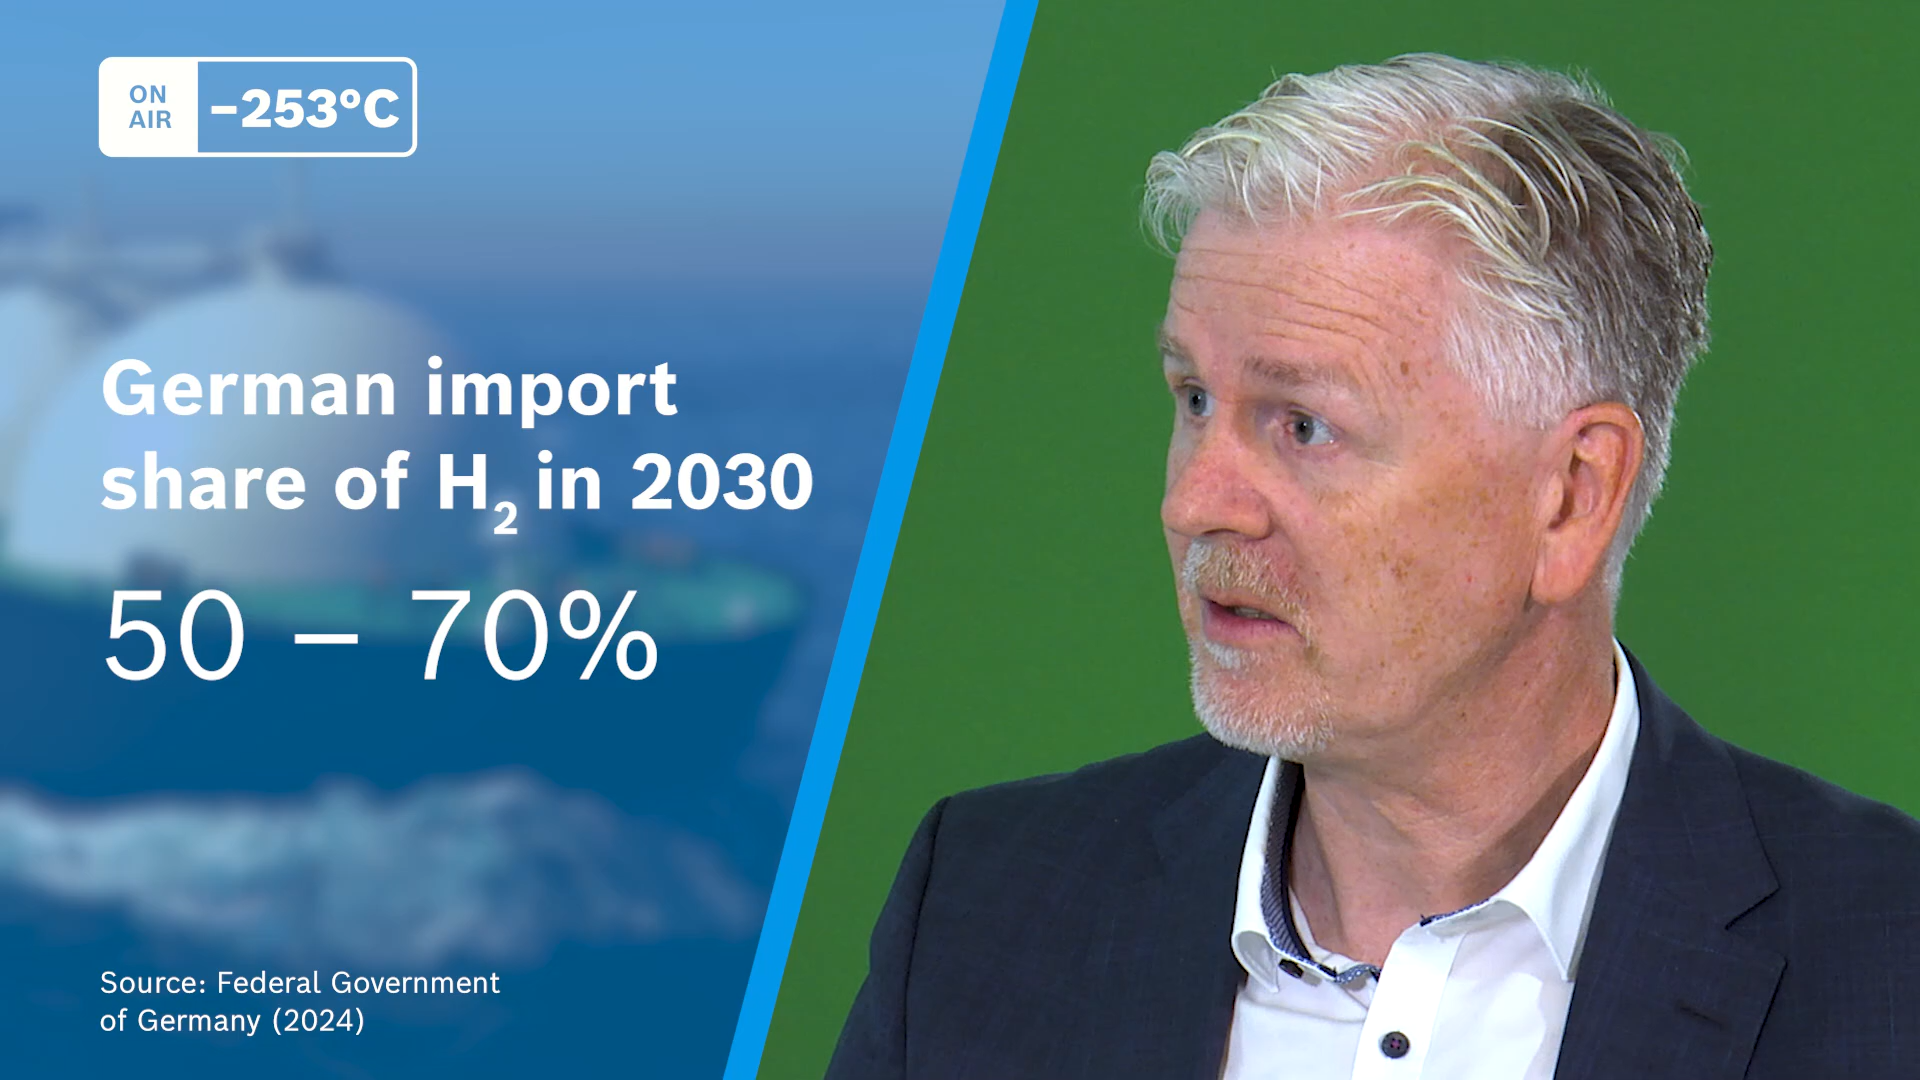 ON
AIR
–253°C
German import
share of H₂ in 2030
50 – 70%
Source: Federal Government
of Germany (2024)